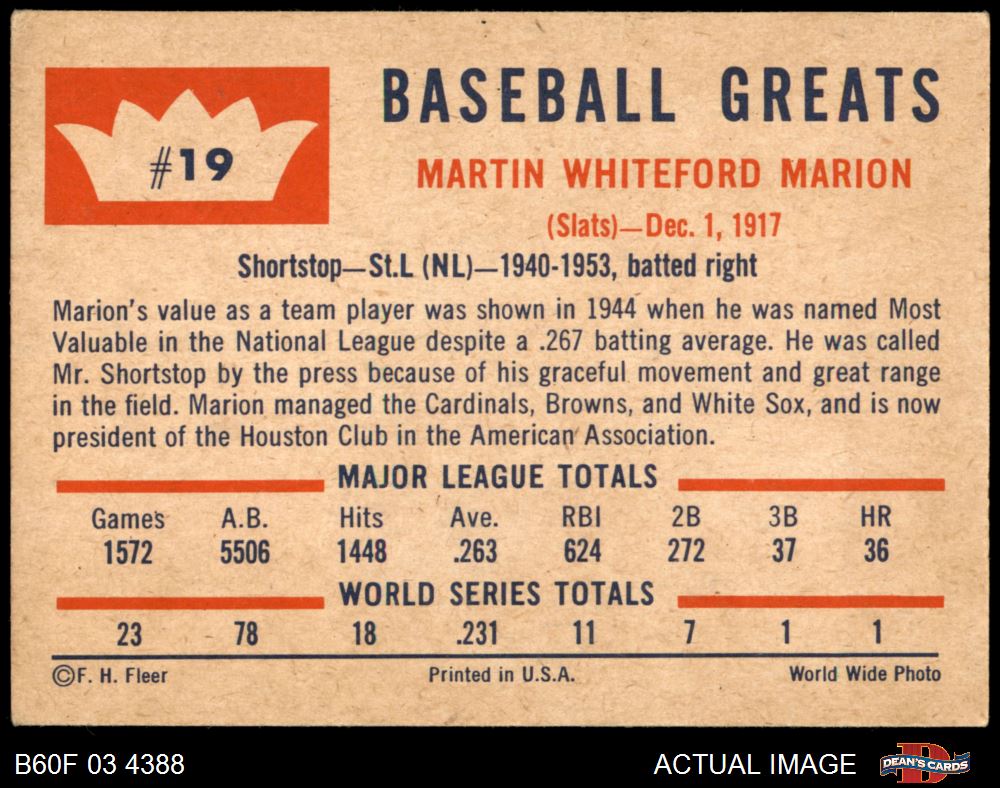 BASEBALL GREATS
#19
MARTIN WHITEFORD MARION
(Slats)—Dec. 1, 1917
Shortstop—St.L (NL)—1940-1953, batted right
Marion's value as a team player was shown in 1944 when he was named Most
Valuable in the National League despite a .267 batting average. He was called
Mr. Shortstop by the press because of his graceful movement and great range
in the field. Marion managed the Cardinals, Browns, and White Sox, and is now
president of the Houston Club in the American Association.
MAJOR LEAGUE TOTALS
Games A.B. Hits Ave. RBI 2B 3B HR
1572 5506 1448 .263 624 272 37 36
WORLD SERIES TOTALS
23 78 18 .231 11 7 1 1
©F. H. Fleer Printed in U.S.A. World Wide Photo
B60F 03 4388 ACTUAL IMAGE DEAN'S CARDS